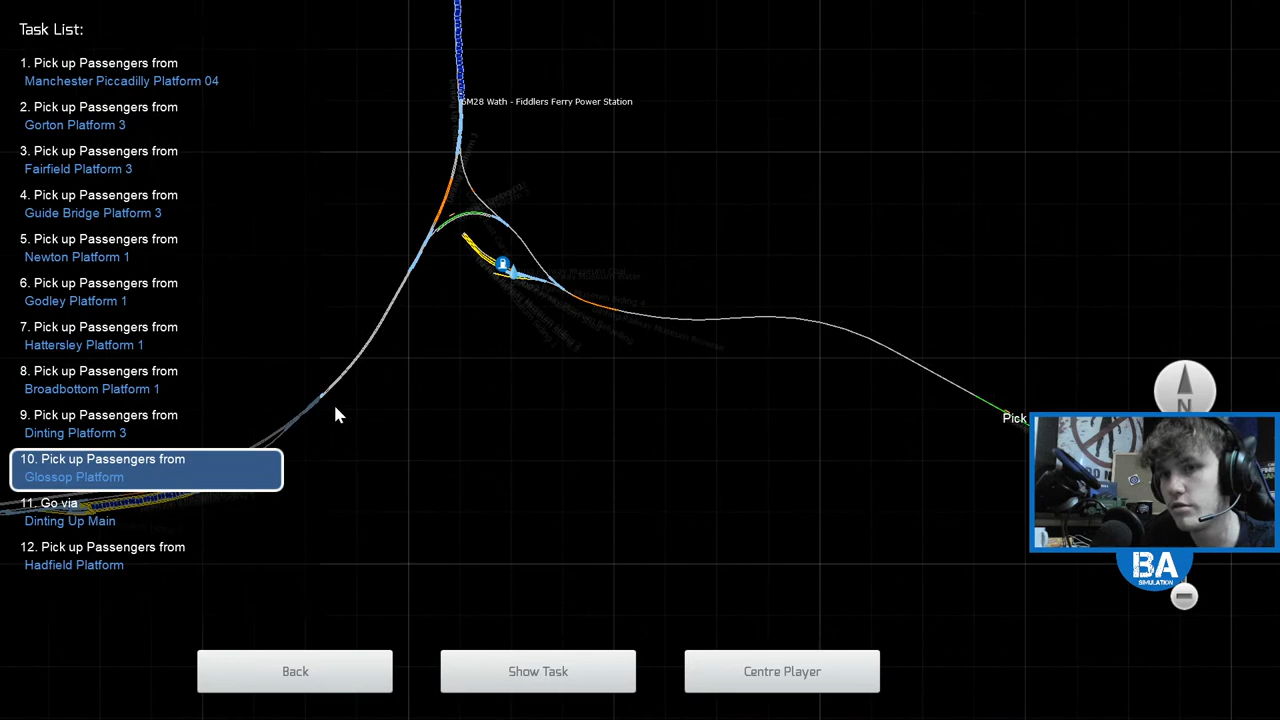 Task List:
1. Pick up Passengers from
Manchester Piccadilly Platform 04
2. Pick up Passengers from
Gorton Platform 3
3. Pick up Passengers from
Fairfield Platform 3
4. Pick up Passengers from
Guide Bridge Platform 3
5. Pick up Passengers from
Newton Platform 1
6. Pick up Passengers from
Godley Platform 1
7. Pick up Passengers from
Hattersley Platform 1
8. Pick up Passengers from
Broadbottom Platform 1
9. Pick up Passengers from
Dinting Platform 3
10. Pick up Passengers from
Glossop Platform
11. Go via
Dinting Up Main
12. Pick up Passengers from
Hadfield Platform
6M28 Wath - Fiddlers Ferry Power Station
Pick
N
BA
SIMULATION
Back
Show Task
Centre Player